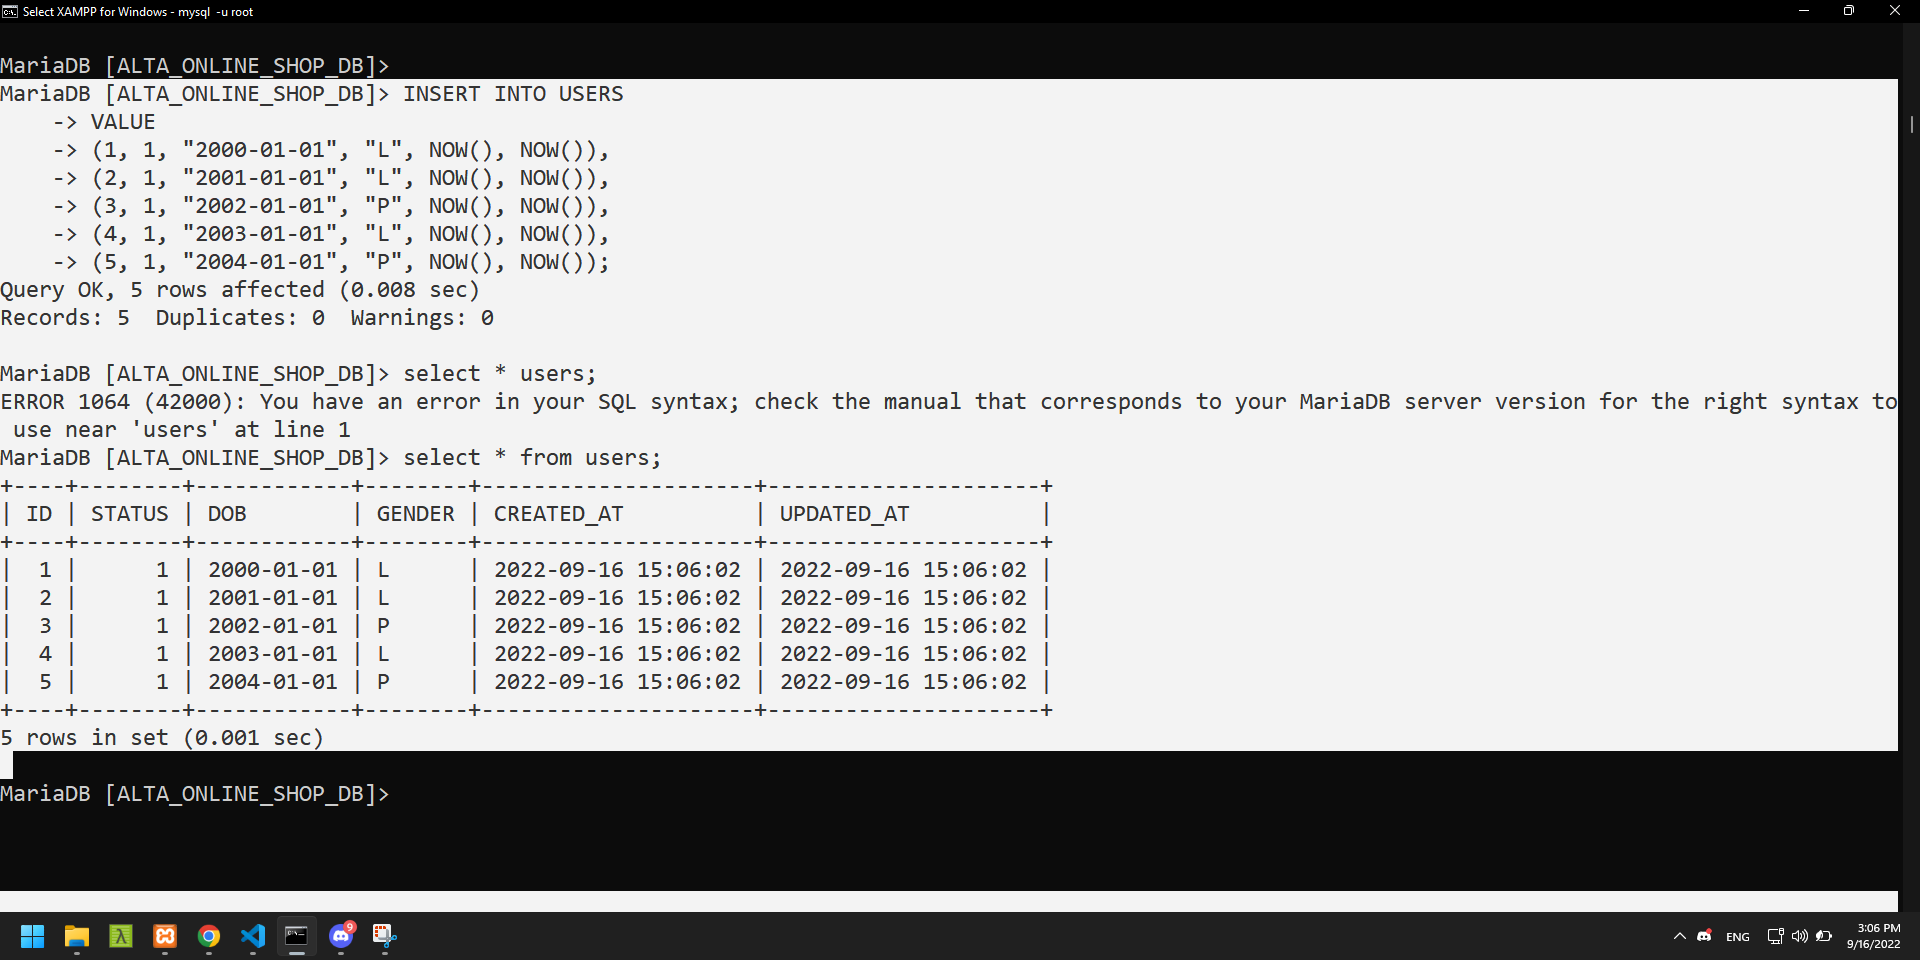 Select XAMPP for Windows - mysql  -u root
MariaDB [ALTA_ONLINE_SHOP_DB]>
MariaDB [ALTA_ONLINE_SHOP_DB]> INSERT INTO USERS
    -> VALUE
    -> (1, 1, "2000-01-01", "L", NOW(), NOW()),
    -> (2, 1, "2001-01-01", "L", NOW(), NOW()),
    -> (3, 1, "2002-01-01", "P", NOW(), NOW()),
    -> (4, 1, "2003-01-01", "L", NOW(), NOW()),
    -> (5, 1, "2004-01-01", "P", NOW(), NOW());
Query OK, 5 rows affected (0.008 sec)
Records: 5  Duplicates: 0  Warnings: 0
MariaDB [ALTA_ONLINE_SHOP_DB]> select * users;
ERROR 1064 (42000): You have an error in your SQL syntax; check the manual that corresponds to your MariaDB server version for the right syntax to
 use near 'users' at line 1
MariaDB [ALTA_ONLINE_SHOP_DB]> select * from users;
+----+--------+------------+--------+---------------------+---------------------+
| ID | STATUS | DOB        | GENDER | CREATED_AT          | UPDATED_AT          |
+----+--------+------------+--------+---------------------+---------------------+
|  1 |      1 | 2000-01-01 | L      | 2022-09-16 15:06:02 | 2022-09-16 15:06:02 |
|  2 |      1 | 2001-01-01 | L      | 2022-09-16 15:06:02 | 2022-09-16 15:06:02 |
|  3 |      1 | 2002-01-01 | P      | 2022-09-16 15:06:02 | 2022-09-16 15:06:02 |
|  4 |      1 | 2003-01-01 | L      | 2022-09-16 15:06:02 | 2022-09-16 15:06:02 |
|  5 |      1 | 2004-01-01 | P      | 2022-09-16 15:06:02 | 2022-09-16 15:06:02 |
+----+--------+------------+--------+---------------------+---------------------+
5 rows in set (0.001 sec)
MariaDB [ALTA_ONLINE_SHOP_DB]>
9
ENG
3:06 PM
9/16/2022